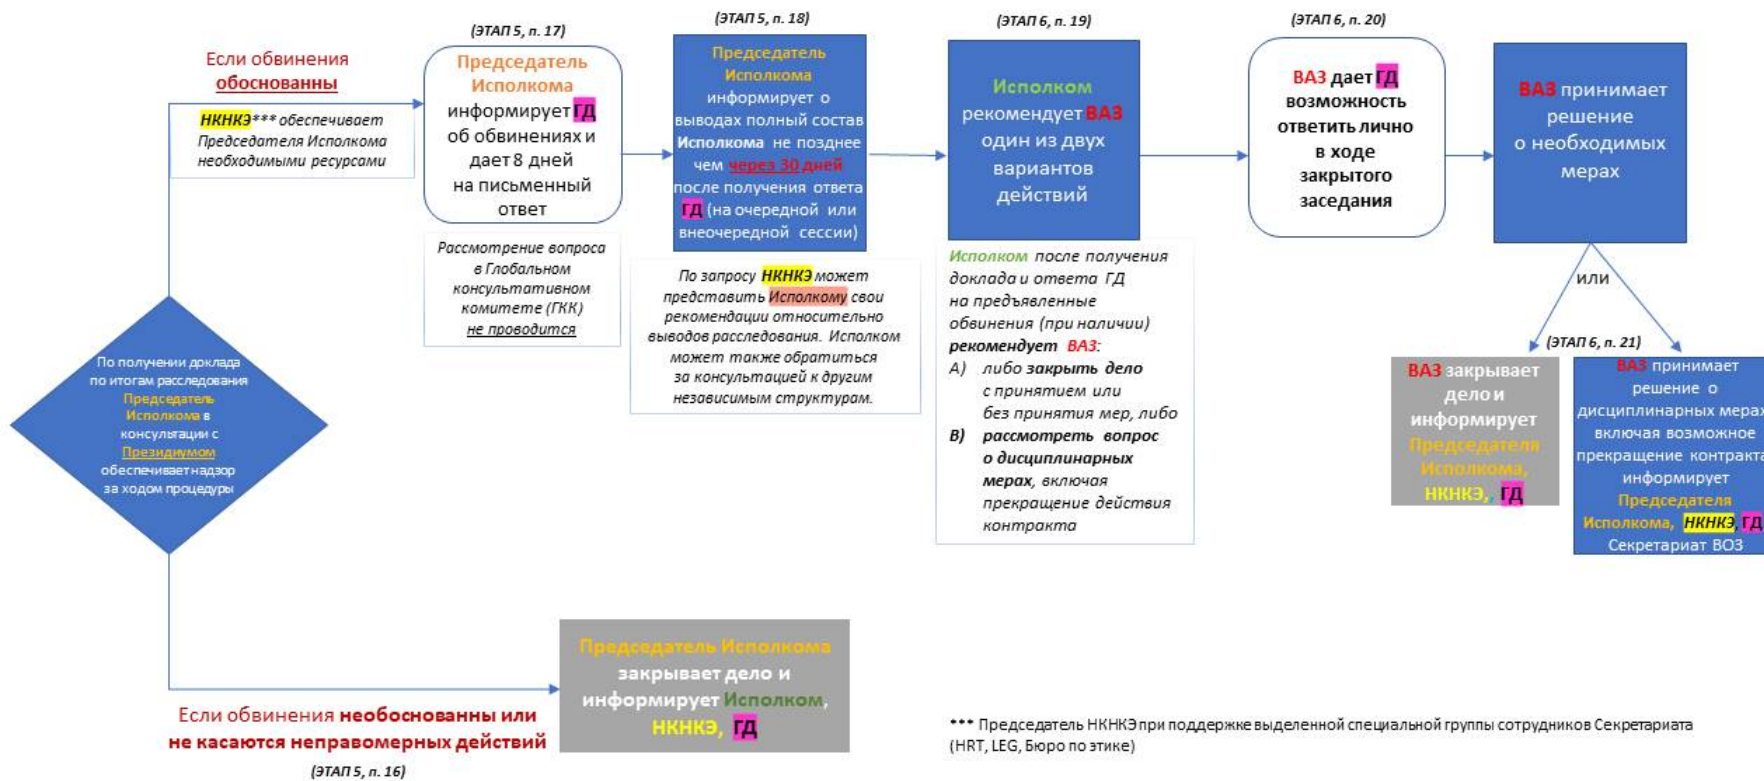 Если обвинения
обоснованны
НКНКЭ*** обеспечивает
Председателя Исполкома
необходимыми ресурсами
(ЭТАП 5, п. 17)
Председатель
Исполкома
информирует ГД
об обвинениях и
дает 8 дней
на письменный
ответ
Рассмотрение вопроса
в Глобальном
консультативном
комитете (ГКК)
не проводится
(ЭТАП 5, п. 18)
Председатель
Исполкома
информирует о
выводах полный состав
Исполкома не позднее
чем через 30 дней
после получения ответа
ГД (на очередной или
внеочередной сессии)
По запросу НКНКЭ может
представить Исполкому свои
рекомендации относительно
выводов расследования. Исполком
может также обратиться
за консультацией к другим
независимым структурам.
(ЭТАП 6, п. 19)
Исполком
рекомендует ВАЗ
один из двух
вариантов
действий
Исполком после получения
доклада и ответа ГД
на предъявленные
обвинения (при наличии)
рекомендует ВАЗ:
A) либо закрыть дело
с принятием или
без принятия мер, либо
B) рассмотреть вопрос
о дисциплинарных
мерах, включая
прекращение действия
контракта
(ЭТАП 6, п. 20)
ВАЗ дает ГД
возможность
ответить лично
в ходе
закрытого
заседания
ВАЗ принимает
решение
о необходимых
мерах
или
(ЭТАП 6, п. 21)
ВАЗ закрывает
дело и
информирует
Председателя
Исполкома,
НКНКЭ,, ГД
ВАЗ принимает
решение о
дисциплинарных мерах
включая возможное
прекращение контракта
информирует
Председателя
Исполкома, НКНКЭ, ГД
Секретариат ВОЗ
По получении доклада
по итогам расследования
Председатель
Исполкома в
консультации с
Президиумом
обеспечивает надзор
за ходом процедуры
Председатель Исполкома
закрывает дело и
информирует Исполком,
НКНКЭ, ГД
Если обвинения необоснованны или
не касаются неправомерных действий
(ЭТАП 5, п. 16)
*** Председатель НКНКЭ при поддержке выделенной специальной группы сотрудников Секретариата
(HRT, LEG, Бюро по этике)